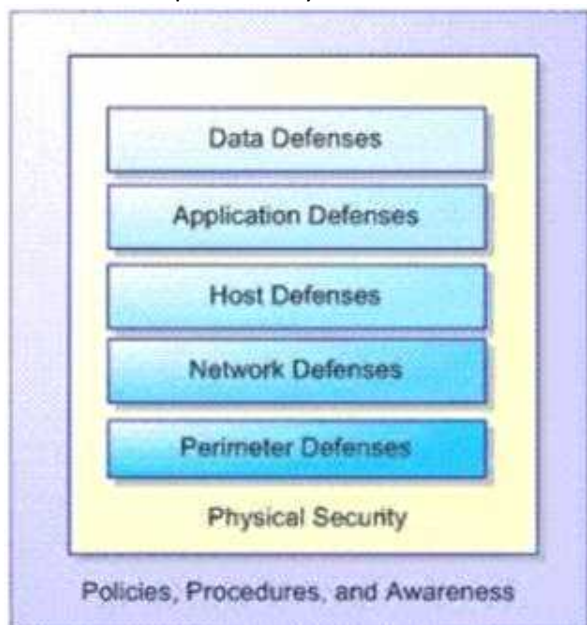 Data Defenses
Application Defenses
Host Defenses
Network Defenses
Perimeter Defenses
Physical Security
Policies, Procedures, and Awareness